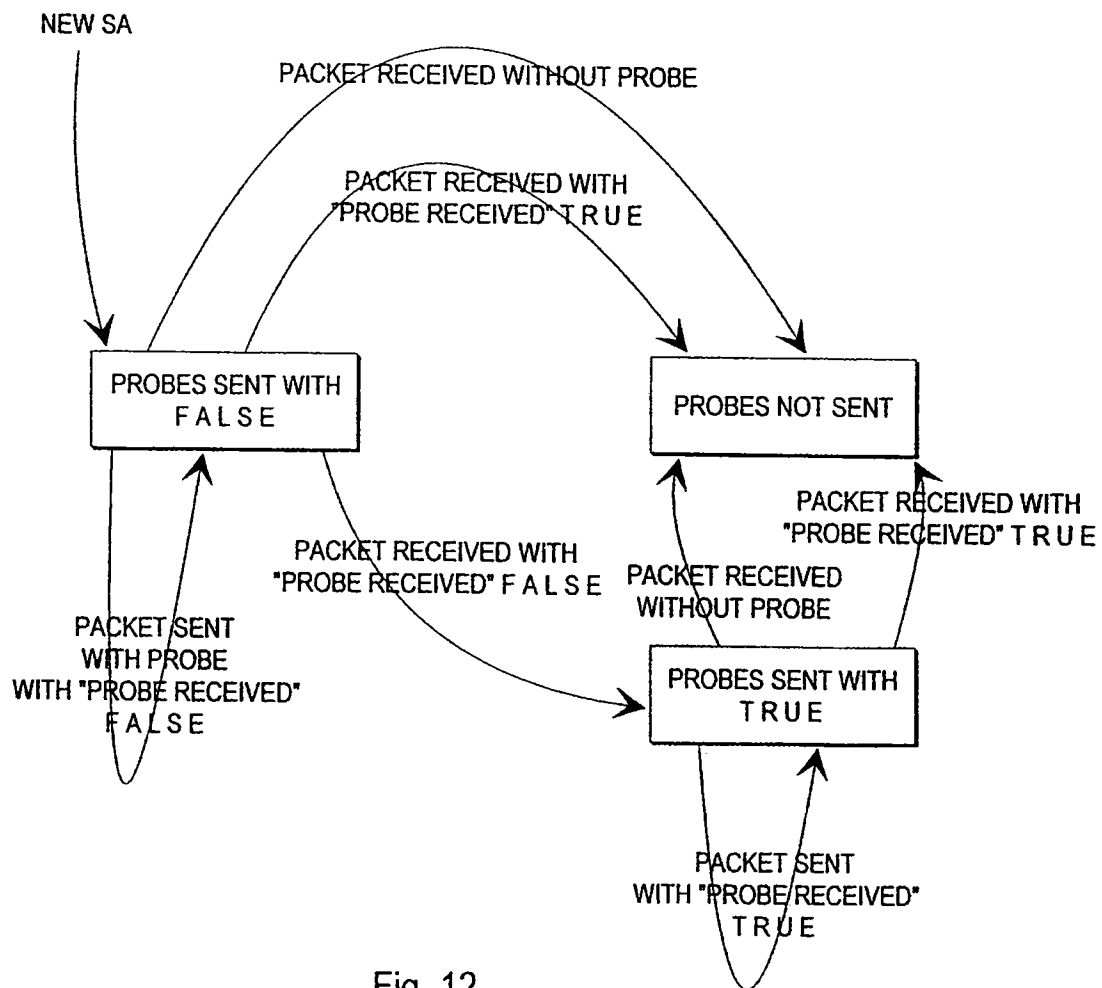 NEW SA
PACKET RECEIVED WITHOUT PROBE
PACKET RECEIVED WITH
"PROBE RECEIVED" TRUE
PROBES SENT WITH
FALSE
PROBES NOT SENT
PACKET RECEIVED WITH
"PROBE RECEIVED" TRUE
PACKET RECEIVED WITH
"PROBE RECEIVED" FALSE
PACKET RECEIVED
WITHOUT PROBE
PACKET SENT
WITH PROBE
WITH "PROBE RECEIVED"
FALSE
PROBES SENT WITH
TRUE
PACKET SENT
WITH "PROBE RECEIVED"
TRUE
Fig. 12